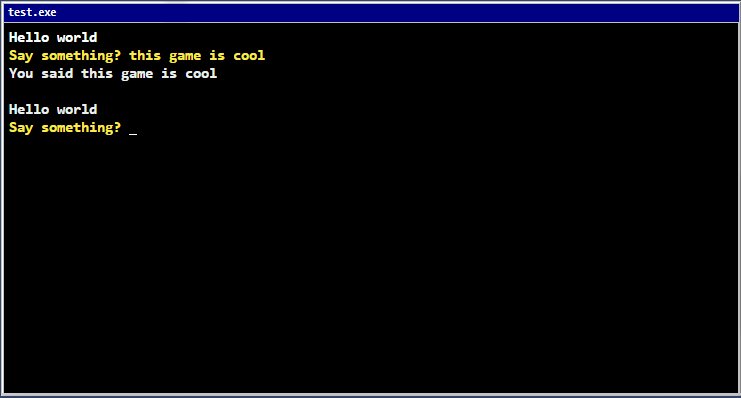 test.exe
Hello world
Say something? this game is cool
You said this game is cool
Hello world
Say something? _